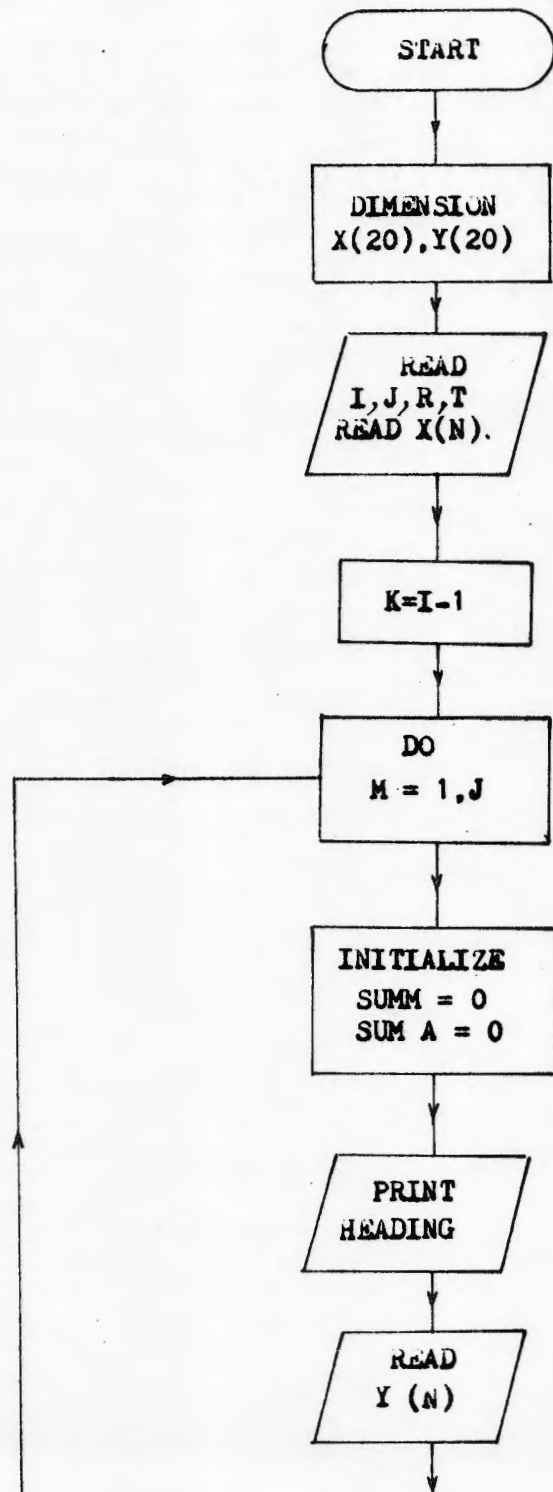 START
DIMENSION
X(20),Y(20)
READ
I,J,R,T
READ X(N).
K=I-1
DO
M = 1,J
INITIALIZE
SUMM = 0
SUM A = 0
PRINT
HEADING
READ
Y (N)